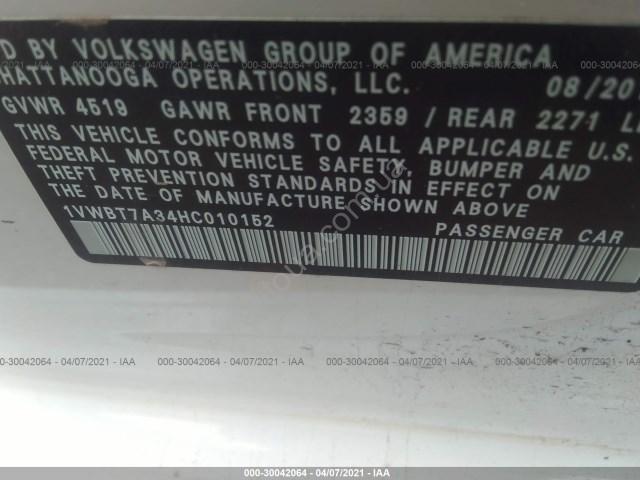 D BY VOLKSWAGEN GROUP OF AMERICA
HATTANOOGA OPERATIONS, LLC. 08/20
GVWR 4519 GAWR FRONT 2359 / REAR 2271 L
THIS VEHICLE CONFORMS TO ALL APPLICABLE U.S.
FEDERAL MOTOR VEHICLE SAFETY, BUMPER AND
THEFT PREVENTION STANDARDS IN EFFECT ON
THE DATE OF MANUFACTURE SHOWN ABOVE
1VWBT7A34HC010152 PASSENGER CAR
000-30042064 - 04/07/2021 - IAA